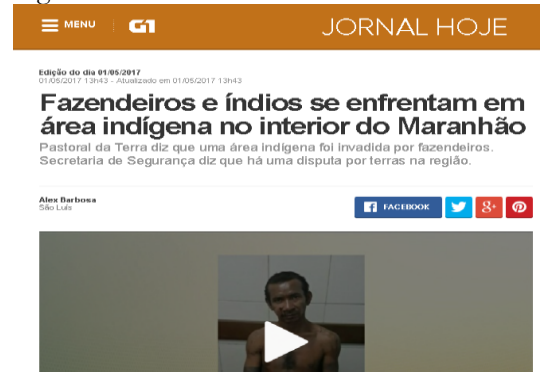 MENU G1 JORNAL HOJE
Edição do dia 01/05/2017
01/05/2017 13h43 - Atualizado em 01/05/2017 13h43
Fazendeiros e índios se enfrentam em
área indígena no interior do Maranhão
Pastoral da Terra diz que uma área indígena foi invadida por fazendeiros.
Secretaria de Segurança diz que há uma disputa por terras na região.
Alex Barbosa
São Luís
FACEBOOK